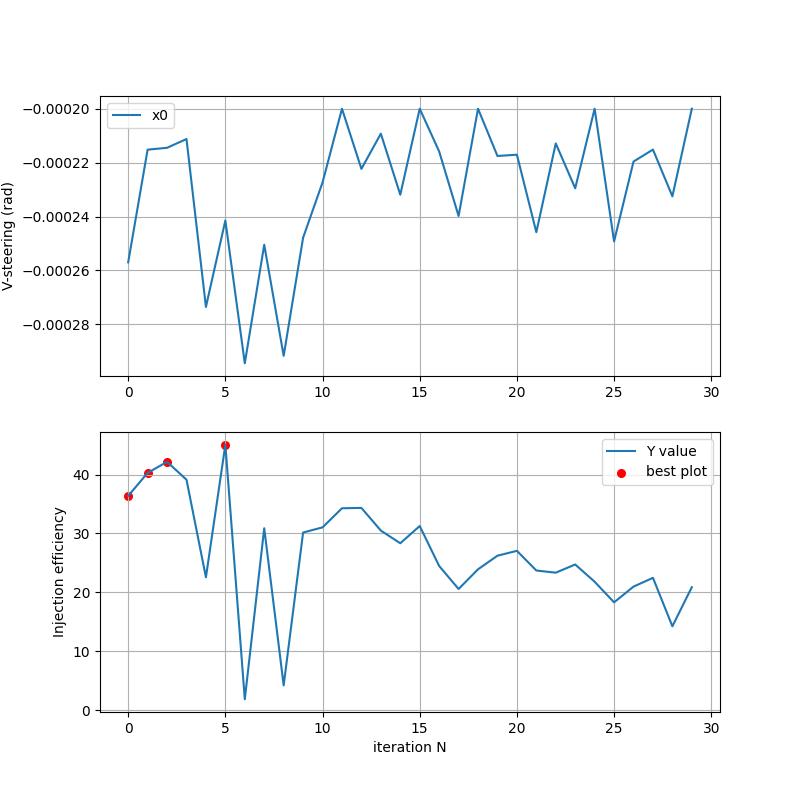 −0.00020
−0.00022
−0.00024
−0.00026
−0.00028
V-steering (rad)
x0
0 5 10 15 20 25 30
40
30
20
10
0
Injection efficiency
Y value
best plot
0 5 10 15 20 25 30
iteration N